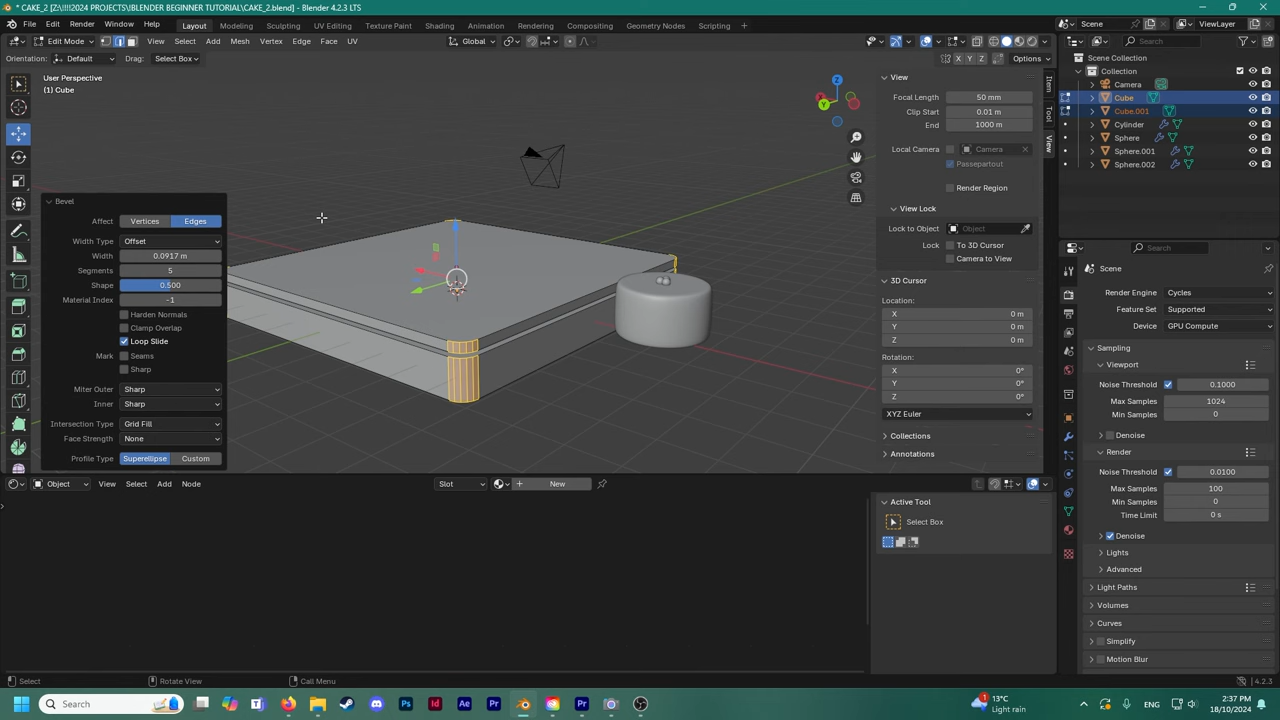 * CAKE_2 [Z:\!!!!2024 PROJECTS\BLENDER BEGINNER TUTORIAL\CAKE_2.blend] - Blender 4.2.3 LTS
File Edit Render Window Help Layout Modeling Sculpting UV Editing Texture Paint Shading Animation Rendering Compositing Geometry Nodes Scripting + Scene ViewLayer
Edit Mode View Select Add Mesh Vertex Edge Face UV Global
Orientation: Default Drag: Select Box X Y Z Options
User Perspective
(1) Cube
Z
X
Y
Bevel
Affect Vertices Edges
Width Type Offset
Width 0.0917 m
Segments 5
Shape 0.500
Material Index -1
Harden Normals
Clamp Overlap
Loop Slide
Mark Seams
Sharp
Miter Outer Sharp
Inner Sharp
Intersection Type Grid Fill
Face Strength None
Profile Type Superellipse Custom
View
Focal Length 50 mm
Clip Start 0.01 m
End 1000 m
Local Camera Camera
Passepartout
Render Region
View Lock
Lock to Object Object
Lock To 3D Cursor
Camera to View
3D Cursor
Location:
X 0 m
Y 0 m
Z 0 m
Rotation:
X 0°
Y 0°
Z 0°
XYZ Euler
Collections
Annotations
Item
Tool
View
Search
Scene Collection
Collection
Camera
Cube
Cube.001
Cylinder
Sphere
Sphere.001
Sphere.002
Search
Scene
Render Engine Cycles
Feature Set Supported
Device GPU Compute
Sampling
Viewport
Noise Threshold 0.1000
Max Samples 1024
Min Samples 0
Denoise
Render
Noise Threshold 0.0100
Max Samples 100
Min Samples 0
Time Limit 0 s
Denoise
Lights
Advanced
Light Paths
Volumes
Curves
Simplify
Motion Blur
Object View Select Add Node Slot New
Active Tool
Select Box
Select Rotate View Call Menu 4.2.3
Search Ps Id Ae Pr Pr 1 13°C Light rain ENG 2:37 PM 18/10/2024